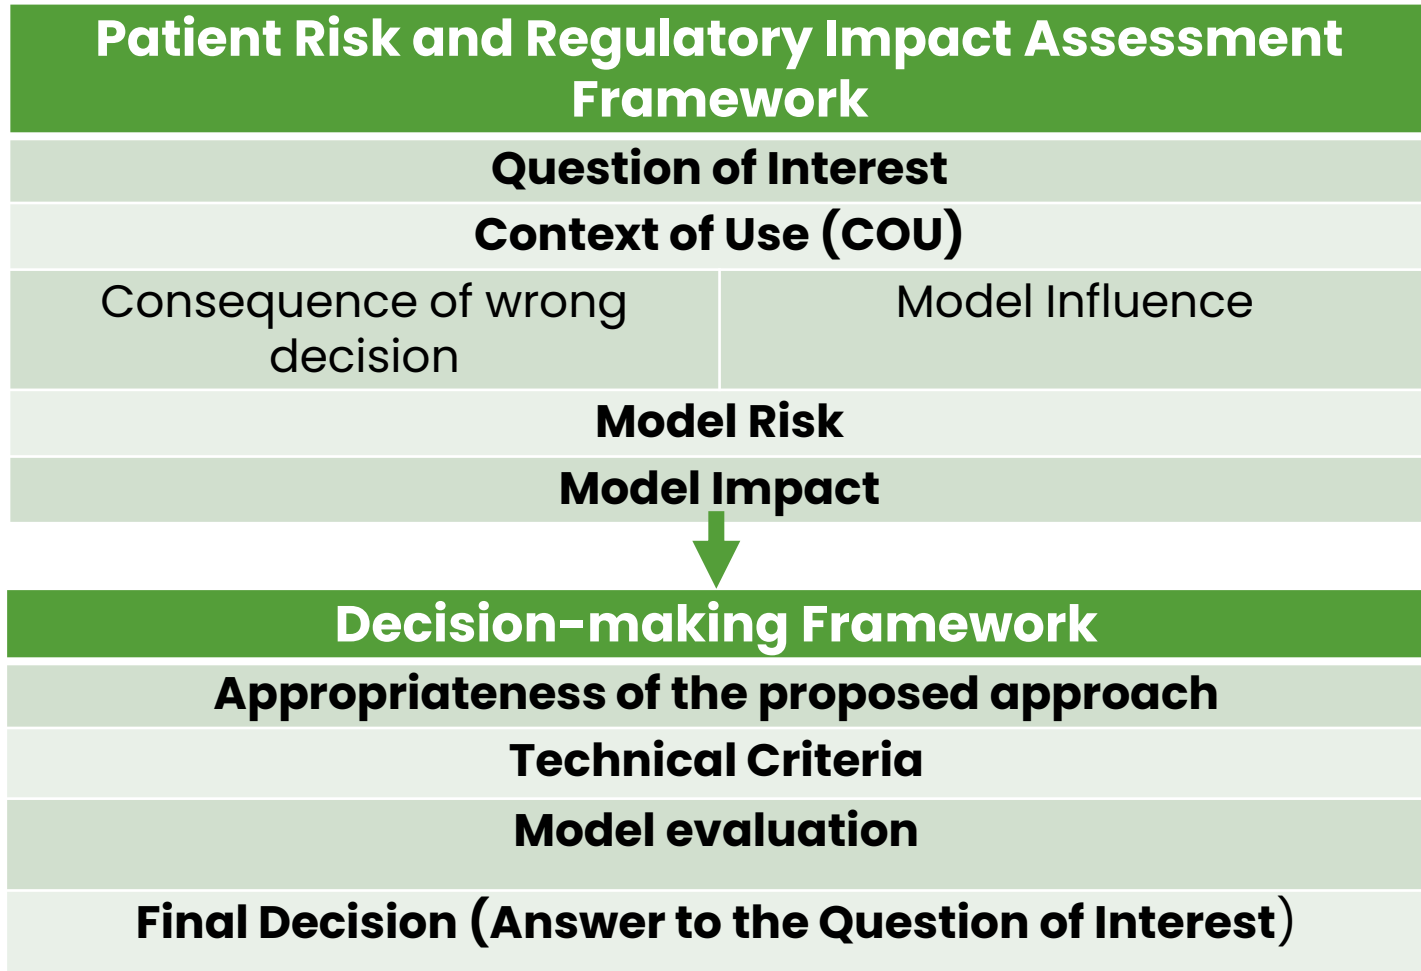 Patient Risk and Regulatory Impact Assessment
Framework
Question of Interest
Context of Use (COU)
Consequence of wrong
decision
Model Influence
Model Risk
Model Impact
Decision-making Framework
Appropriateness of the proposed approach
Technical Criteria
Model evaluation
Final Decision (Answer to the Question of Interest)